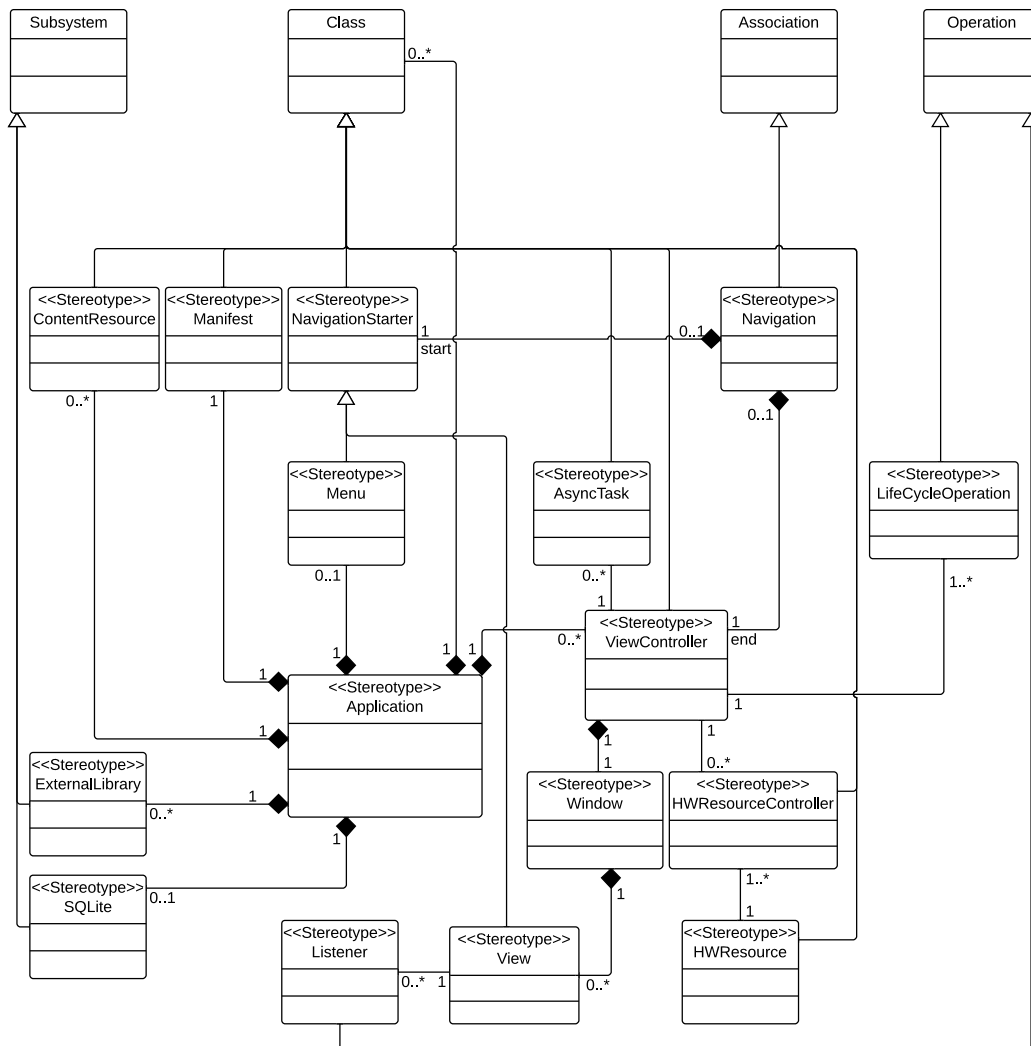 Subsystem
Class
Association
Operation
0..*
<<Stereotype>>
ContentResource
<<Stereotype>>
Manifest
<<Stereotype>>
NavigationStarter
<<Stereotype>>
Navigation
1
start
0..1
0..*
1
0..1
<<Stereotype>>
Menu
<<Stereotype>>
AsyncTask
<<Stereotype>>
LifeCycleOperation
0..1
0..*
1..*
1
<<Stereotype>>
ViewController
1
end
0..*
1
1
1
1
1
1
<<Stereotype>>
Application
1
1
1
1
0..*
<<Stereotype>>
ExternalLibrary
0..*
1
<<Stereotype>>
Window
<<Stereotype>>
HWResourceController
1
0..1
<<Stereotype>>
SQLite
1
1..*
1
<<Stereotype>>
Listener
<<Stereotype>>
View
<<Stereotype>>
HWResource
0..*
1
0..*